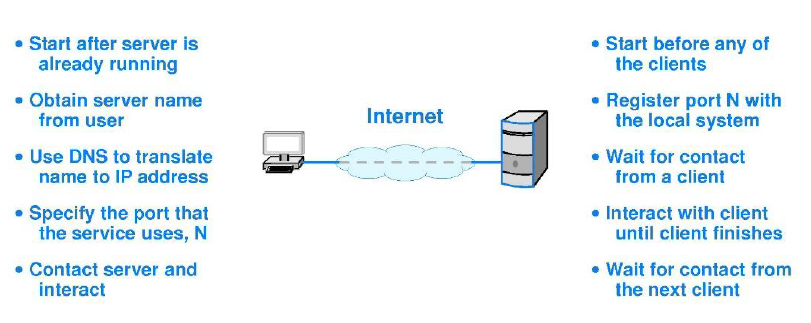 • Start after server is
already running
• Obtain server name
from user
• Use DNS to translate
name to IP address
• Specify the port that
the service uses, N
• Contact server and
interact
Internet
• Start before any of
the clients
• Register port N with
the local system
• Wait for contact
from a client
• Interact with client
until client finishes
• Wait for contact from
the next client